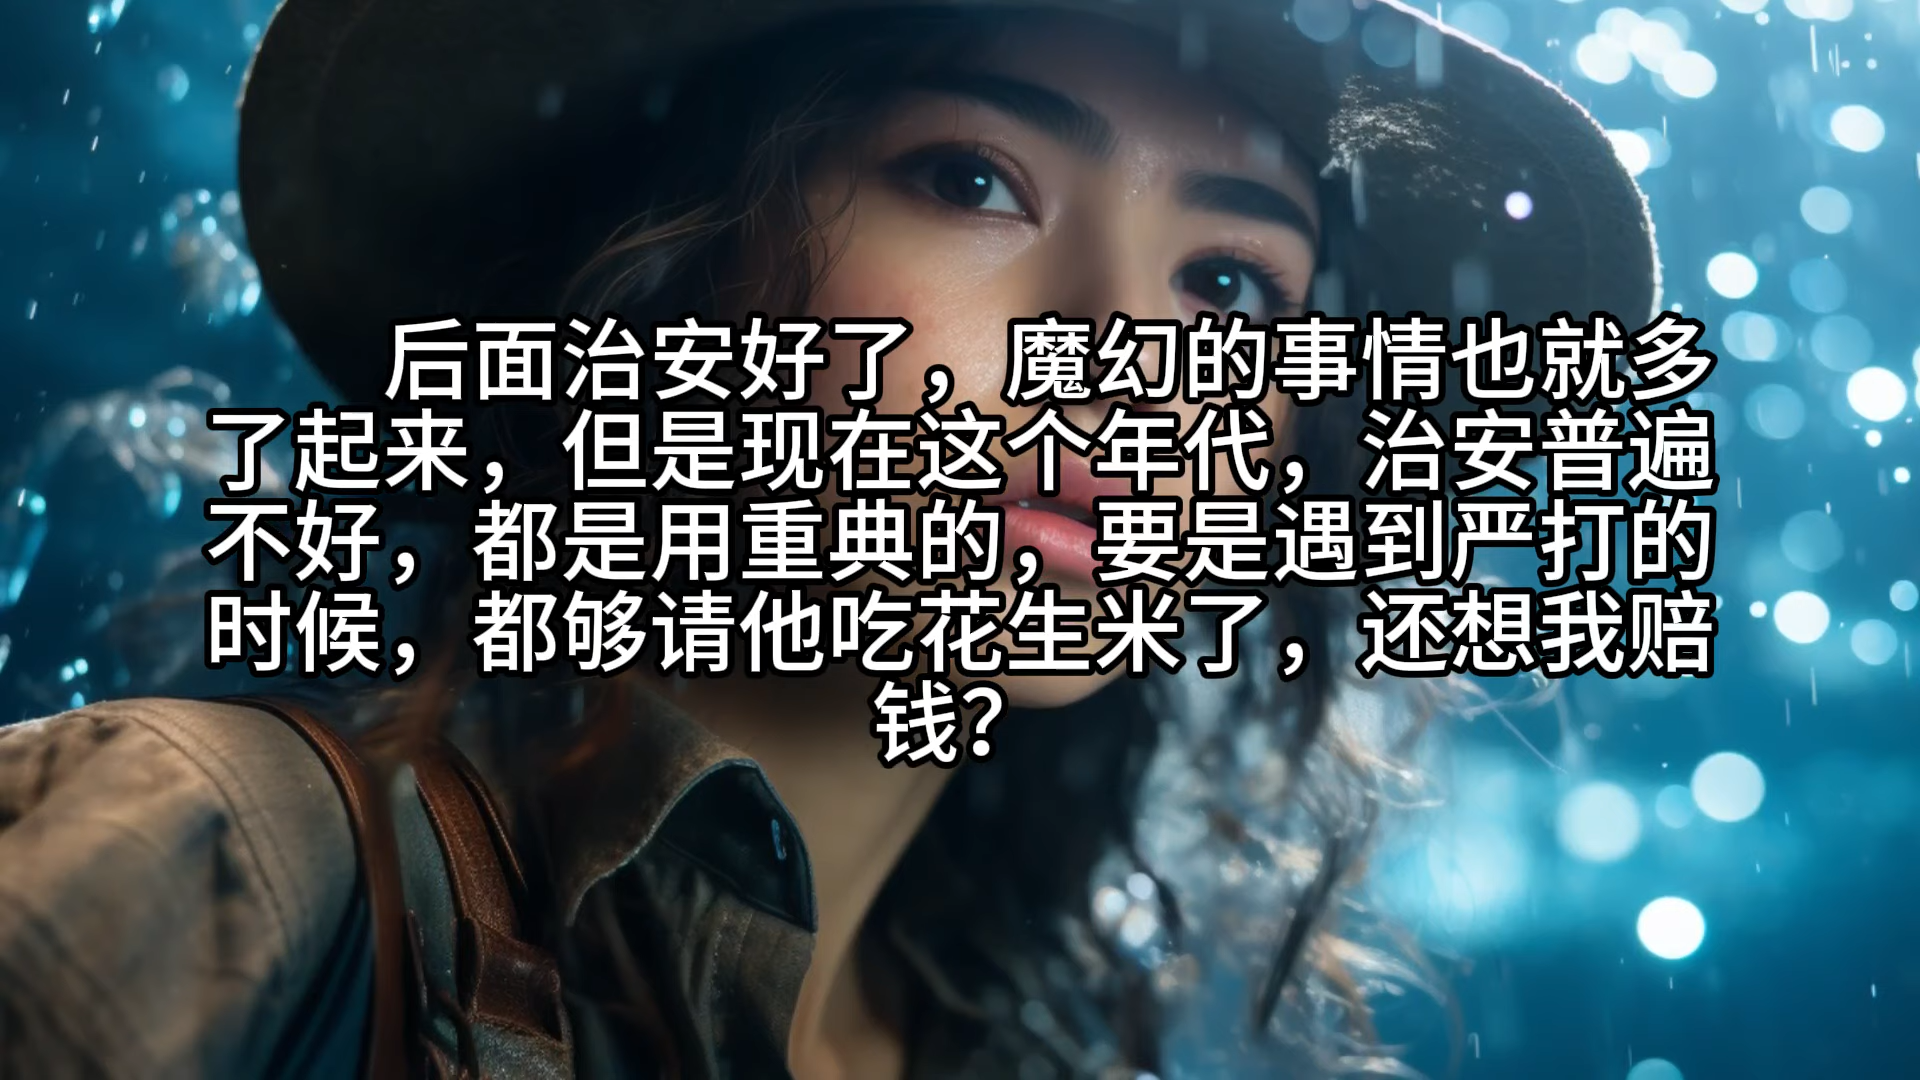 后面治安好了，魔幻的事情也就多
了起来，但是现在这个年代，治安普遍
不好，都是用重典的，要是遇到严打的
时候，都够请他吃花生米了，还想我赔
钱？